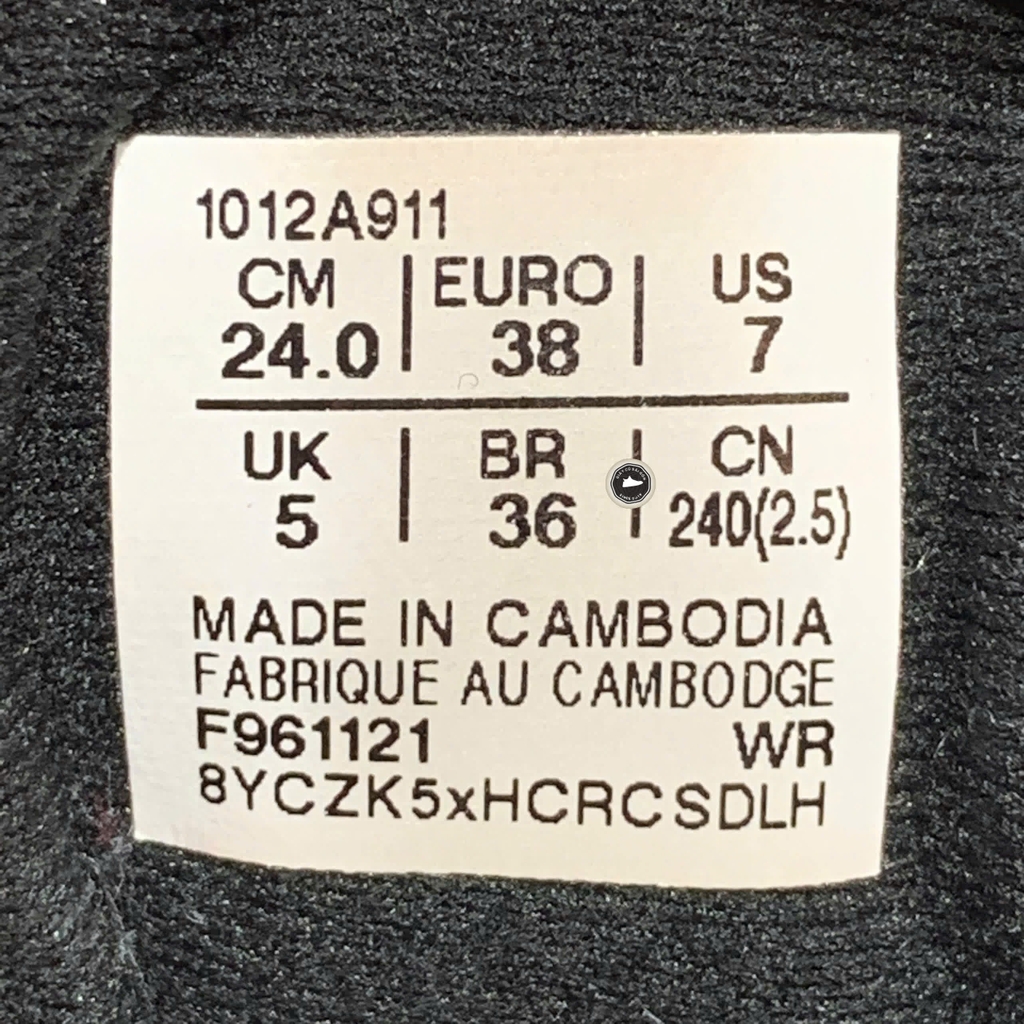 1012A911
CM | EURO | US
24.0 | 38 | 7
UK | BR | CN
5 | 36 | 240(2.5)
MADE IN CAMBODIA
FABRIQUE AU CAMBODGE
F961121 WR
8YCZK5xHCRCSDLH